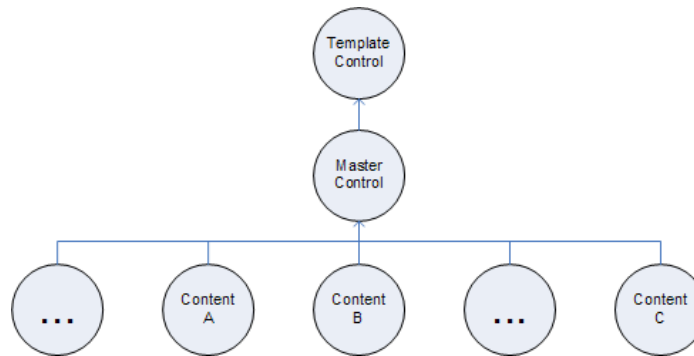 Template
Control
Master
Control
...
Content
A
Content
B
...
Content
C